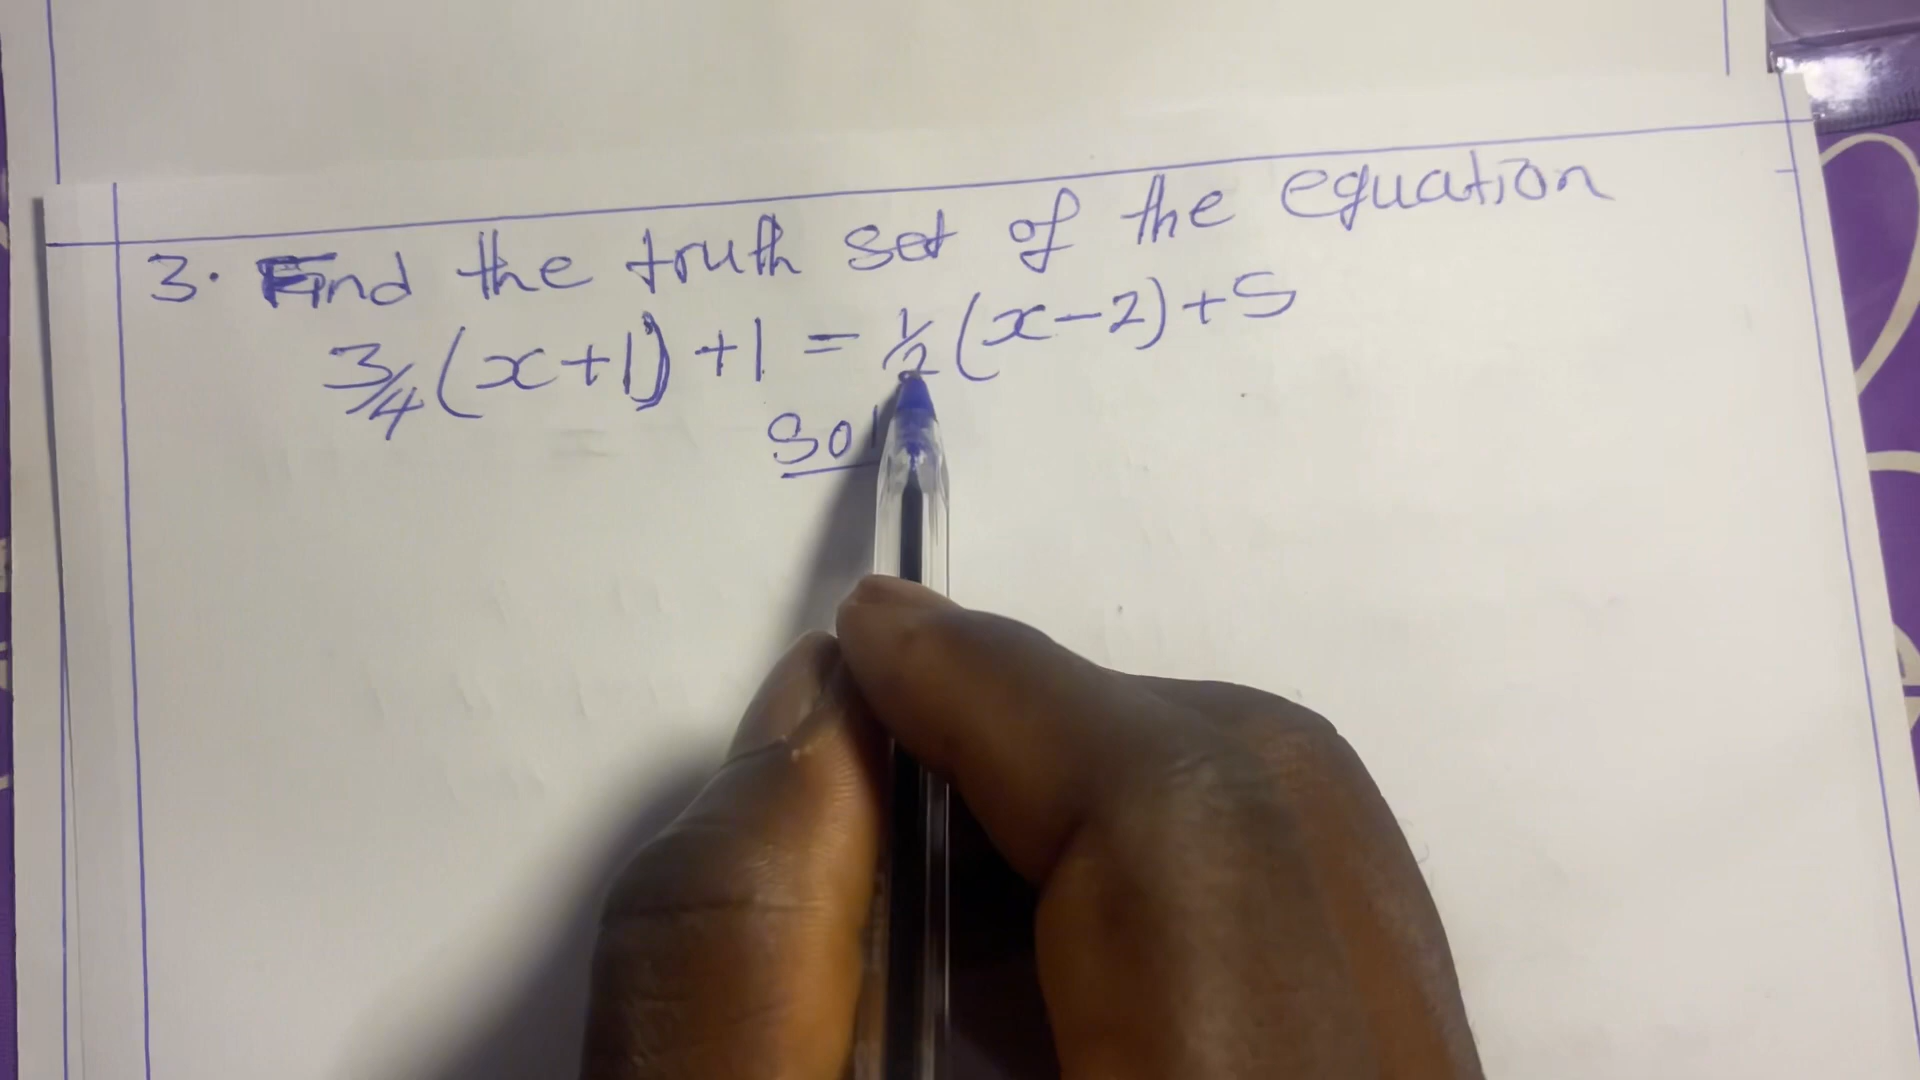 3. Find the truth set of the equation
3/4(x+1)+1 = 1/2(x-2)+5
Sol